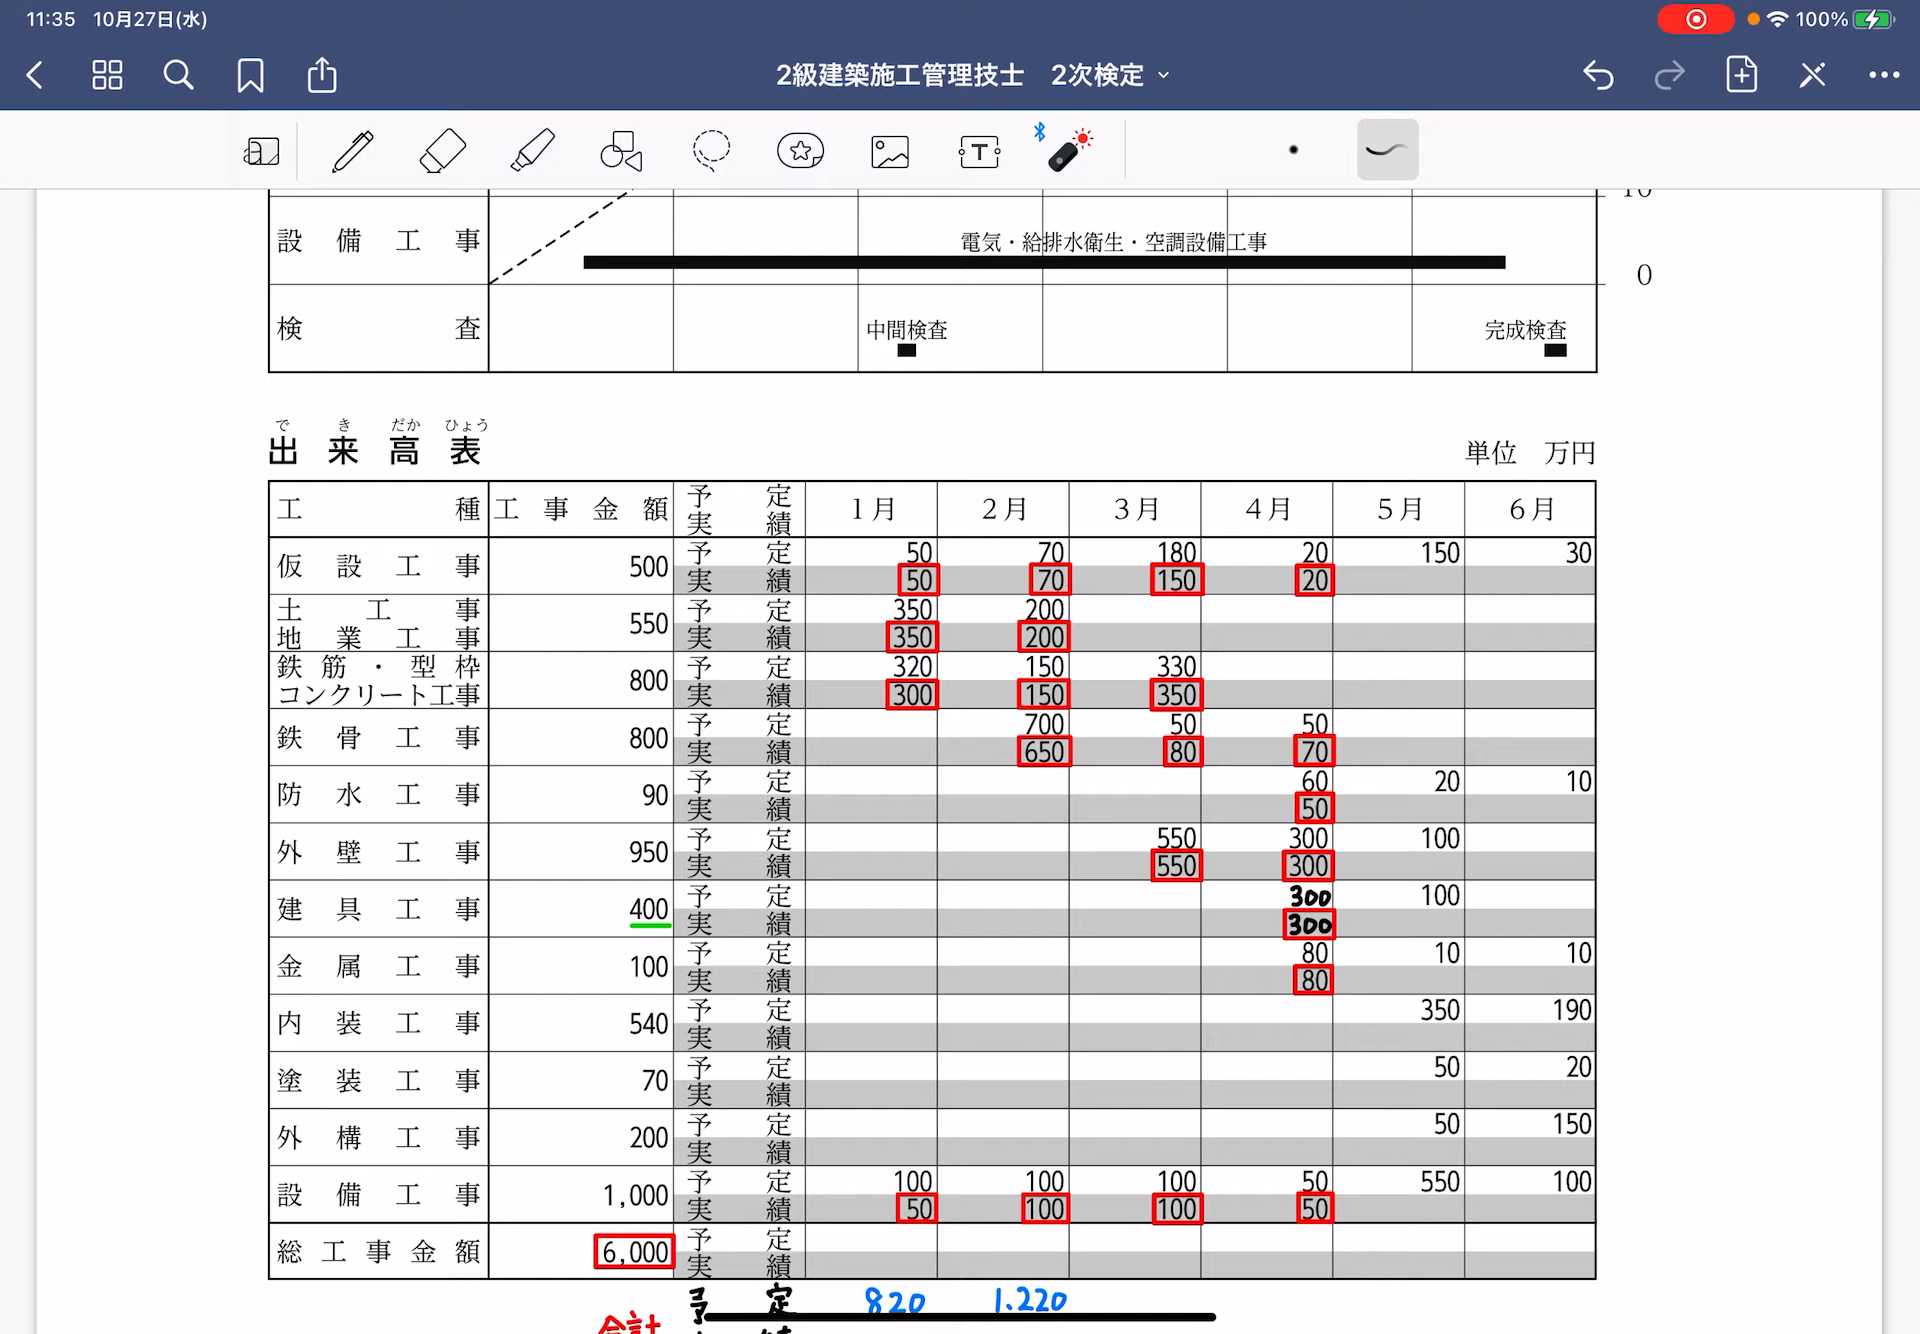 11:35 10月27日(水)
100%
2級建築施工管理技士 2次検定
10
設備工事 電気・給排水衛生・空調設備工事
0
検査 中間検査 完成検査
で き だか ひょう
出来高表 単位 万円
工種 工事金額 予定 実績 1月 2月 3月 4月 5月 6月
仮設工事 500 予定 50 70 180 20 150 30
実績 50 70 150 20
土工事 地業工事 550 予定 350 200
実績 350 200
鉄筋・型枠 コンクリート工事 800 予定 320 150 330
実績 300 150 350
鉄骨工事 800 予定 700 50 50
実績 650 80 70
防水工事 90 予定 60 20 10
実績 50
外壁工事 950 予定 550 300 100
実績 550 300
建具工事 400 予定 300 100
実績 300
金属工事 100 予定 80 10 10
実績 80
内装工事 540 予定 350 190
実績
塗装工事 70 予定 50 20
実績
外構工事 200 予定 50 150
実績
設備工事 1,000 予定 100 100 100 50 550 100
実績 50 100 100 50
総工事金額 6,000 予定
実績
予定 820 1.220
合計